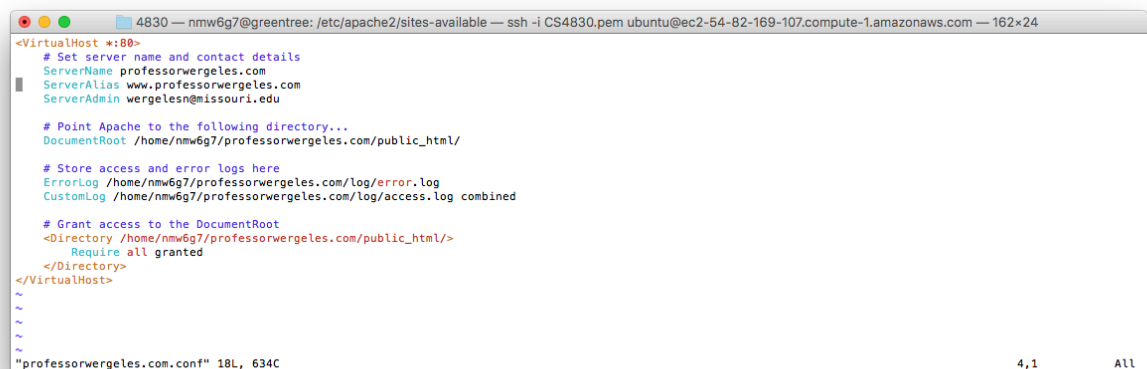 4830 — nmw6g7@greentree: /etc/apache2/sites-available — ssh -i CS4830.pem ubuntu@ec2-54-82-169-107.compute-1.amazonaws.com — 162×24
<VirtualHost *:80>
    # Set server name and contact details
    ServerName professorwergeles.com
    ServerAlias www.professorwergeles.com
    ServerAdmin wergelesn@missouri.edu

    # Point Apache to the following directory...
    DocumentRoot /home/nmw6g7/professorwergeles.com/public_html/

    # Store access and error logs here
    ErrorLog /home/nmw6g7/professorwergeles.com/log/error.log
    CustomLog /home/nmw6g7/professorwergeles.com/log/access.log combined

    # Grant access to the DocumentRoot
    <Directory /home/nmw6g7/professorwergeles.com/public_html/>
        Require all granted
    </Directory>
</VirtualHost>
~
~
~
~
~
"professorwergeles.com.conf" 18L, 634C 4,1 All